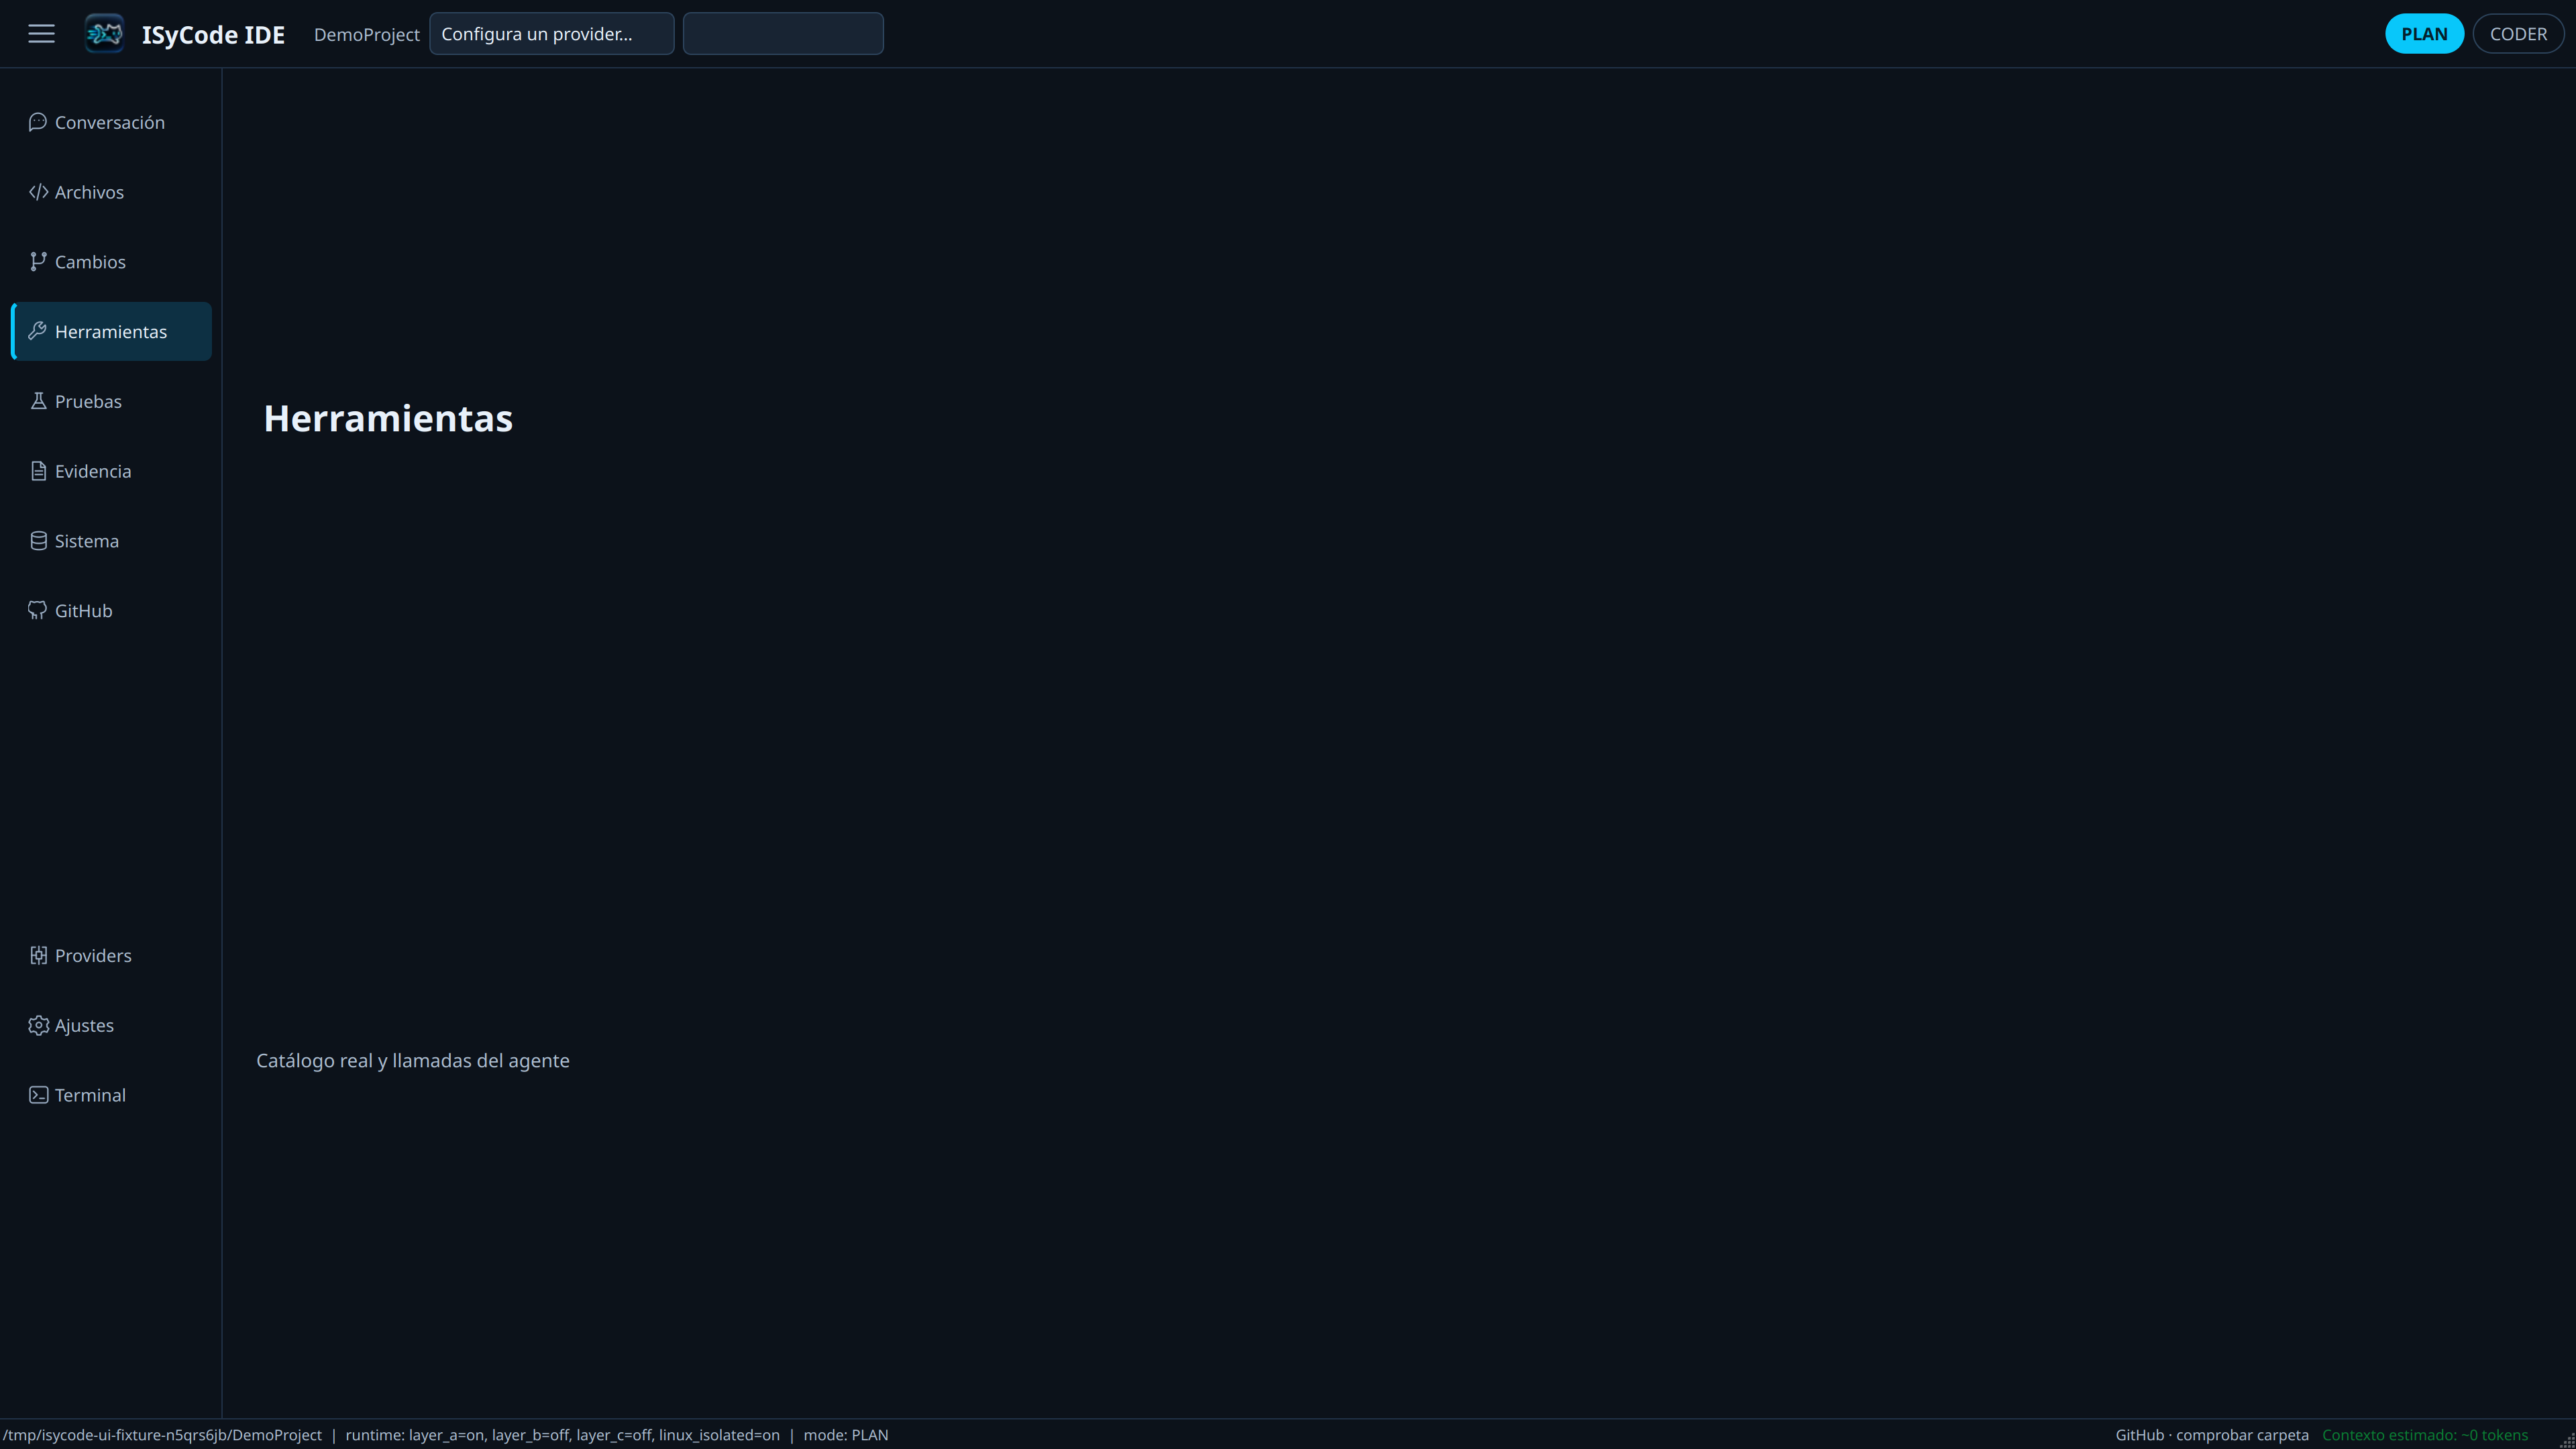 ISyCode IDE DemoProject Configura un provider... PLAN CODER
Conversación
Archivos
Cambios
Herramientas
Pruebas
Evidencia
Sistema
GitHub
Providers
Ajustes
Terminal
Herramientas
Catálogo real y llamadas del agente
/tmp/isycode-ui-fixture-n5qrs6jb/DemoProject | runtime: layer_a=on, layer_b=off, layer_c=off, linux_isolated=on | mode: PLAN GitHub · comprobar carpeta Contexto estimado: ~0 tokens